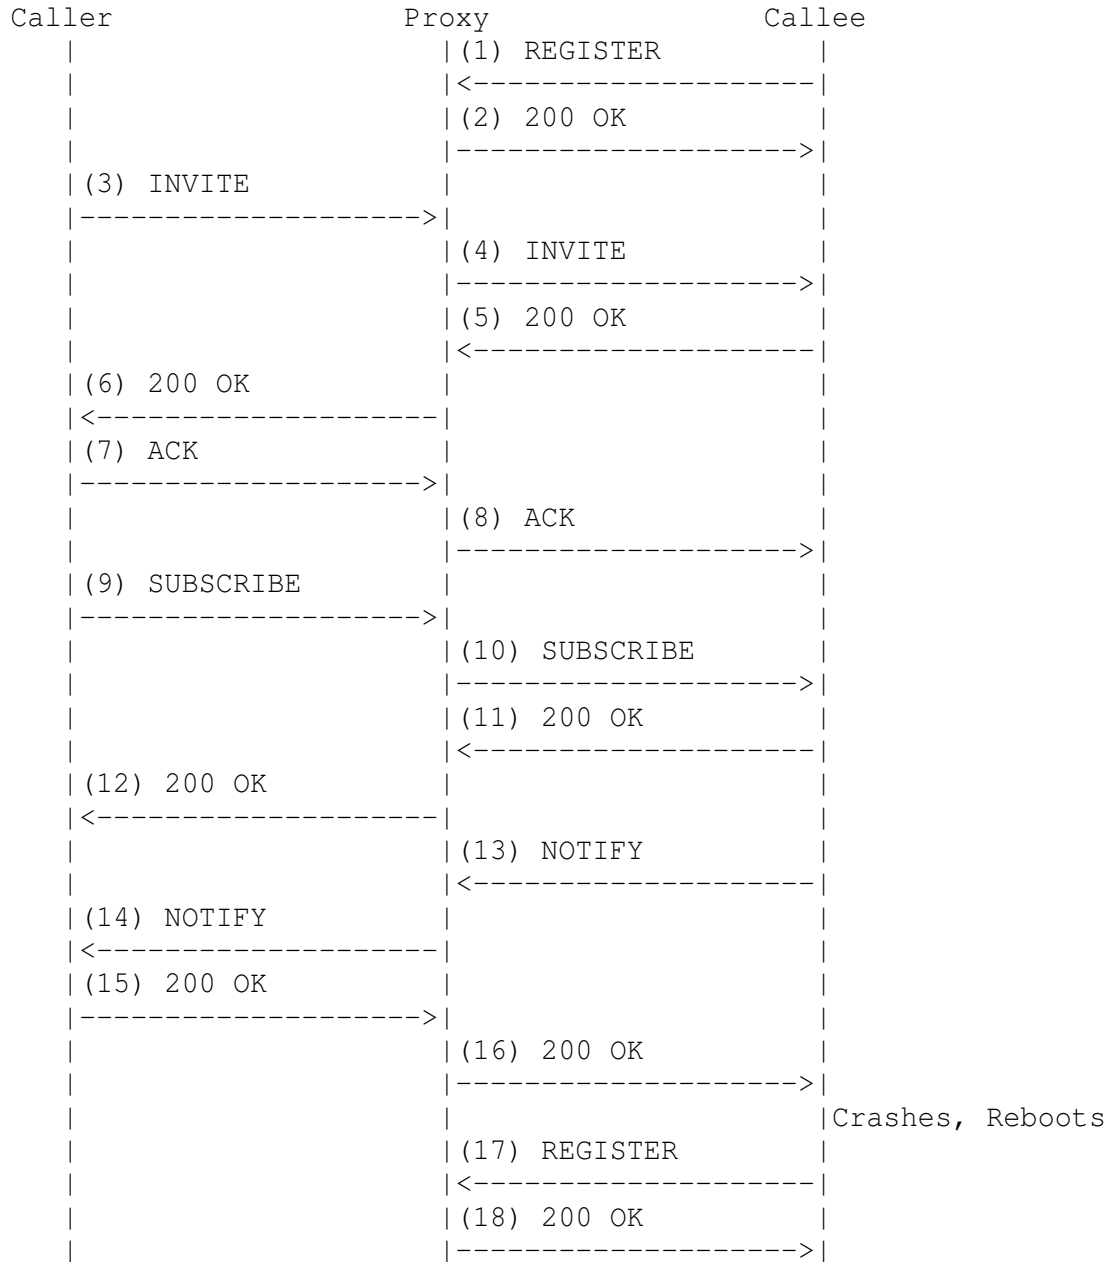 Caller Proxy Callee
(1) REGISTER
(2) 200 OK
(3) INVITE
(4) INVITE
(5) 200 OK
(6) 200 OK
(7) ACK
(8) ACK
(9) SUBSCRIBE
(10) SUBSCRIBE
(11) 200 OK
(12) 200 OK
(13) NOTIFY
(14) NOTIFY
(15) 200 OK
(16) 200 OK
Crashes, Reboots
(17) REGISTER
(18) 200 OK